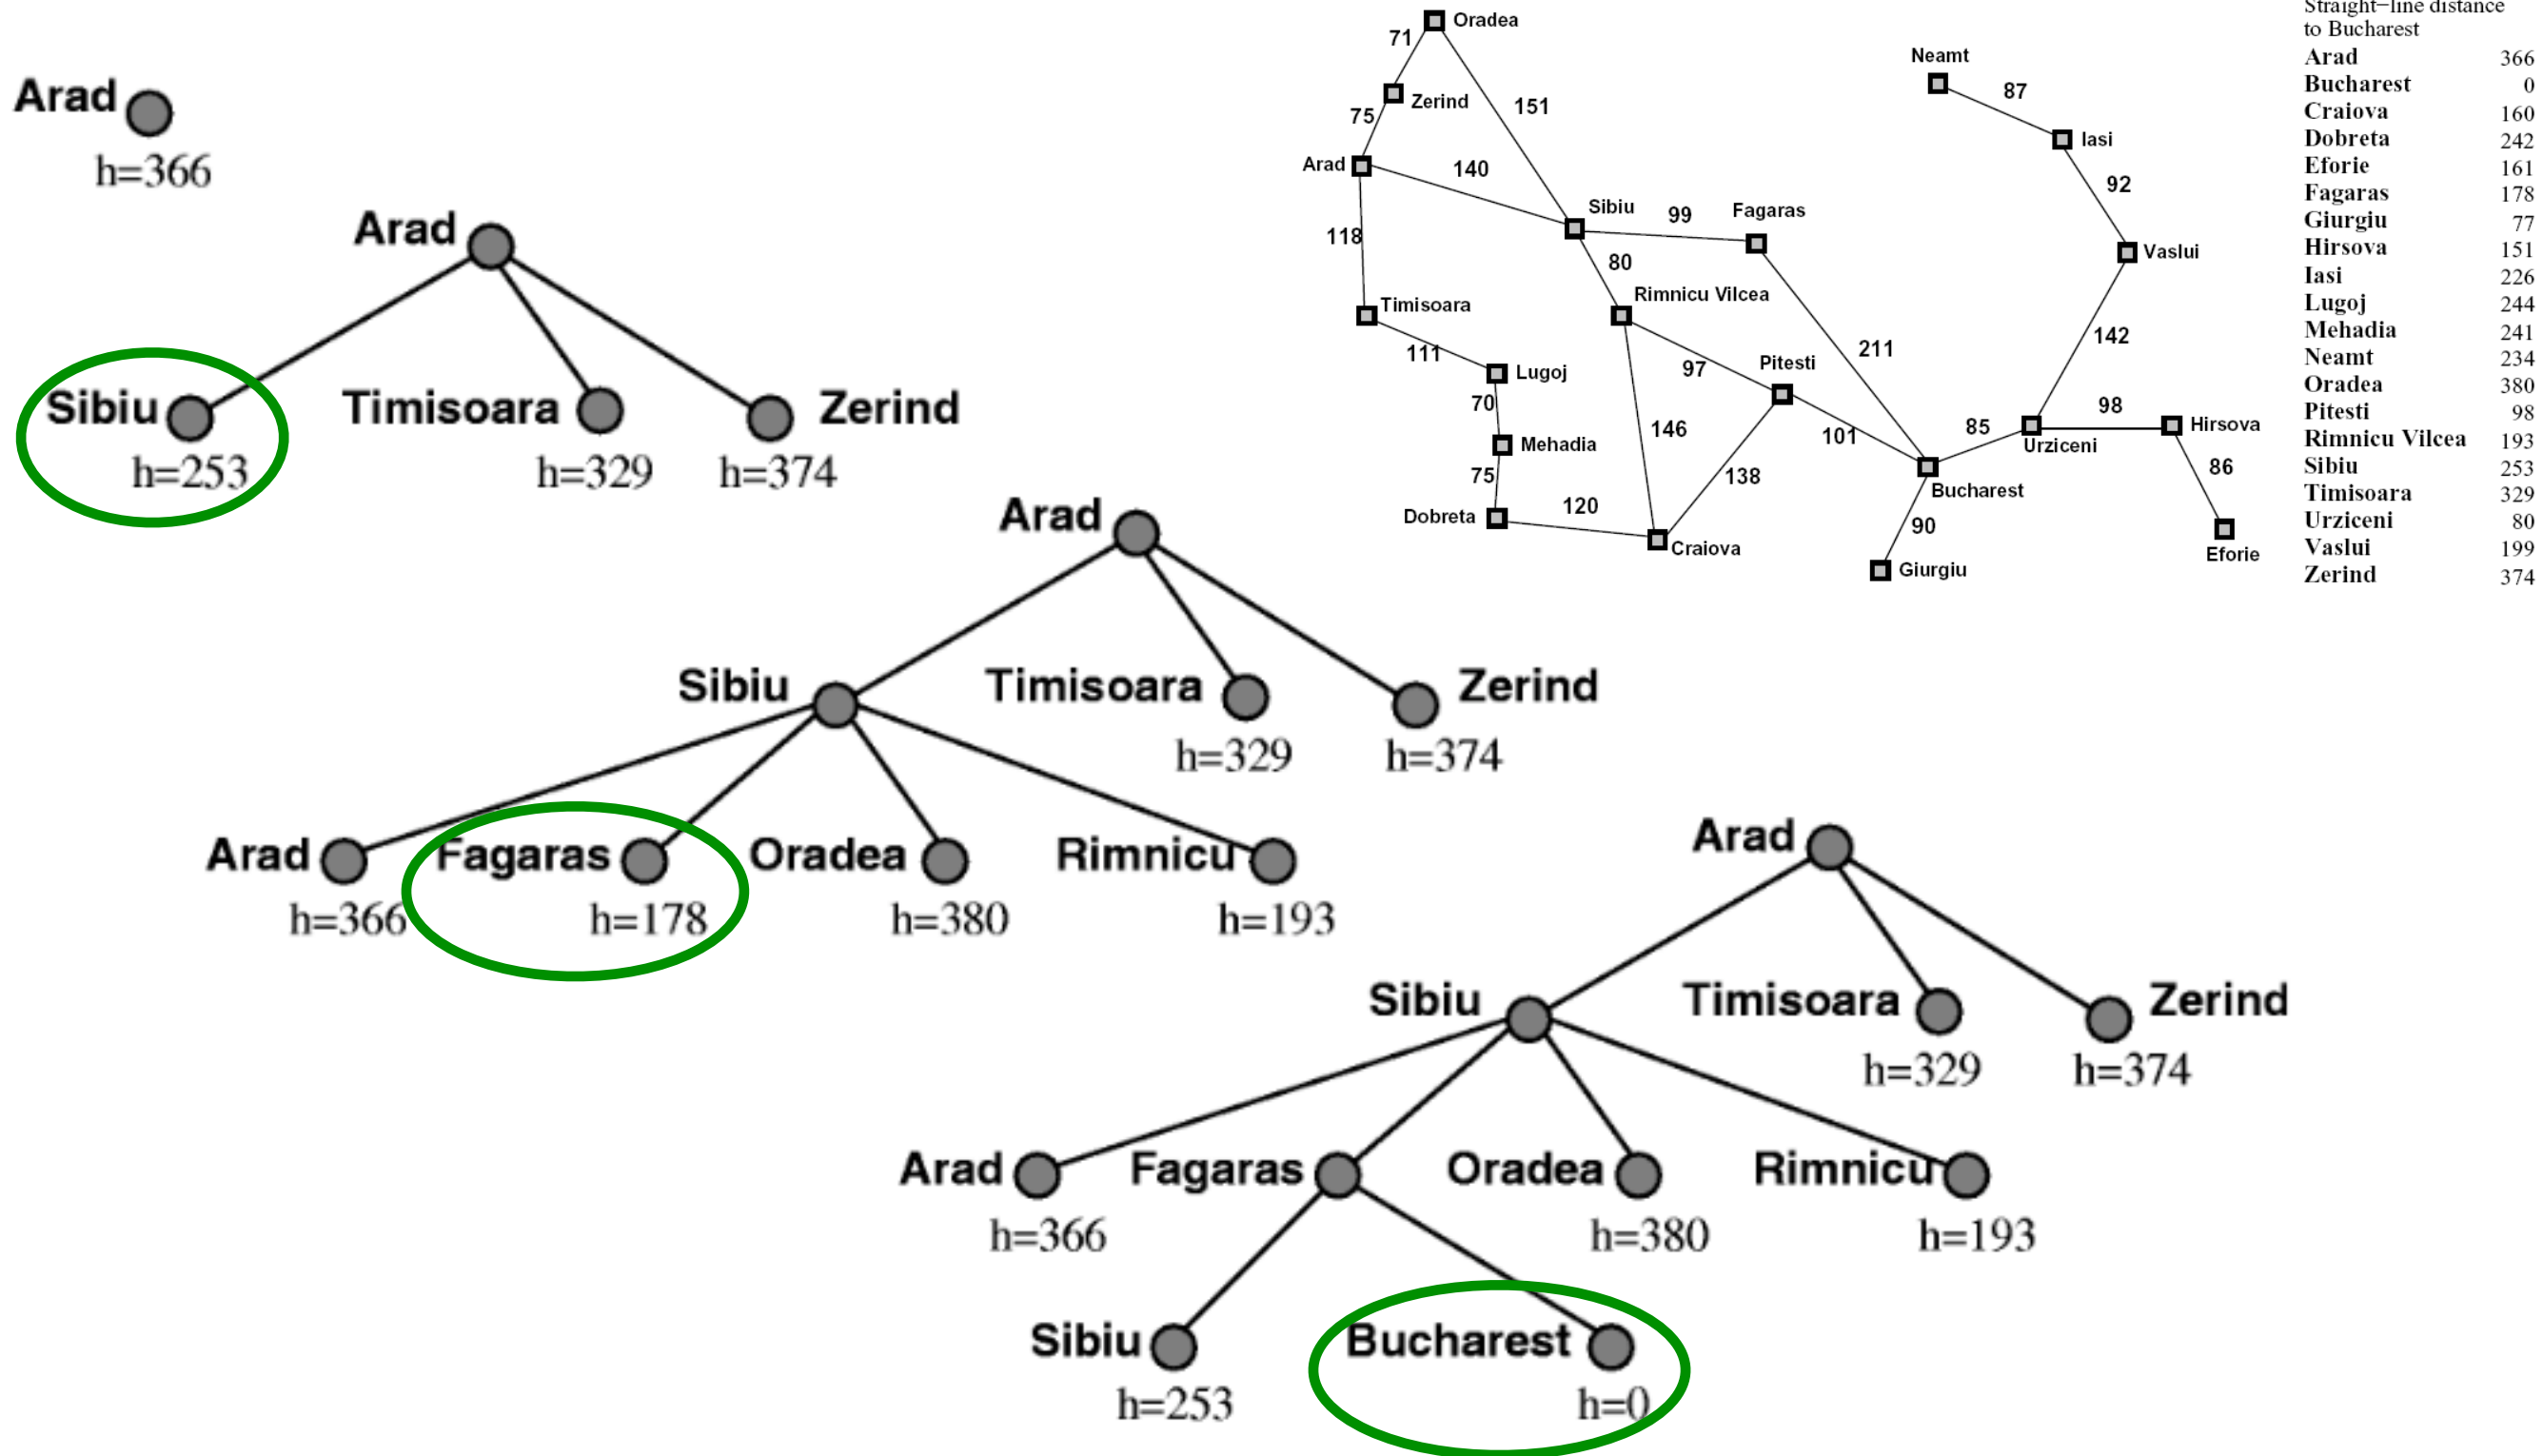 Arad
h=366
Arad
Sibiu
Timisoara
Zerind
h=253
h=329
h=374
Arad
Sibiu
Timisoara
Zerind
h=329
h=374
Arad
Fagaras
Oradea
Rimnicu
h=366
h=178
h=380
h=193
Arad
Sibiu
Timisoara
Zerind
h=329
h=374
Arad
Fagaras
Oradea
Rimnicu
h=366
h=380
h=193
Sibiu
Bucharest
h=253
h=0
Oradea
71
Zerind
151
75
Arad
140
118
Sibiu
99
Fagaras
80
Timisoara
Rimnicu Vilcea
111
Lugoj
97
Pitesti
211
70
146
101
Mehadia
138
75
Dobreta
120
Craiova
Neamt
87
Iasi
92
Vaslui
142
98
85
Urziceni
Hirsova
86
Bucharest
90
Giurgiu
Eforie
Straight-line distance
to Bucharest
Arad 366
Bucharest 0
Craiova 160
Dobreta 242
Eforie 161
Fagaras 178
Giurgiu 77
Hirsova 151
Iasi 226
Lugoj 244
Mehadia 241
Neamt 234
Oradea 380
Pitesti 98
Rimnicu Vilcea 193
Sibiu 253
Timisoara 329
Urziceni 80
Vaslui 199
Zerind 374